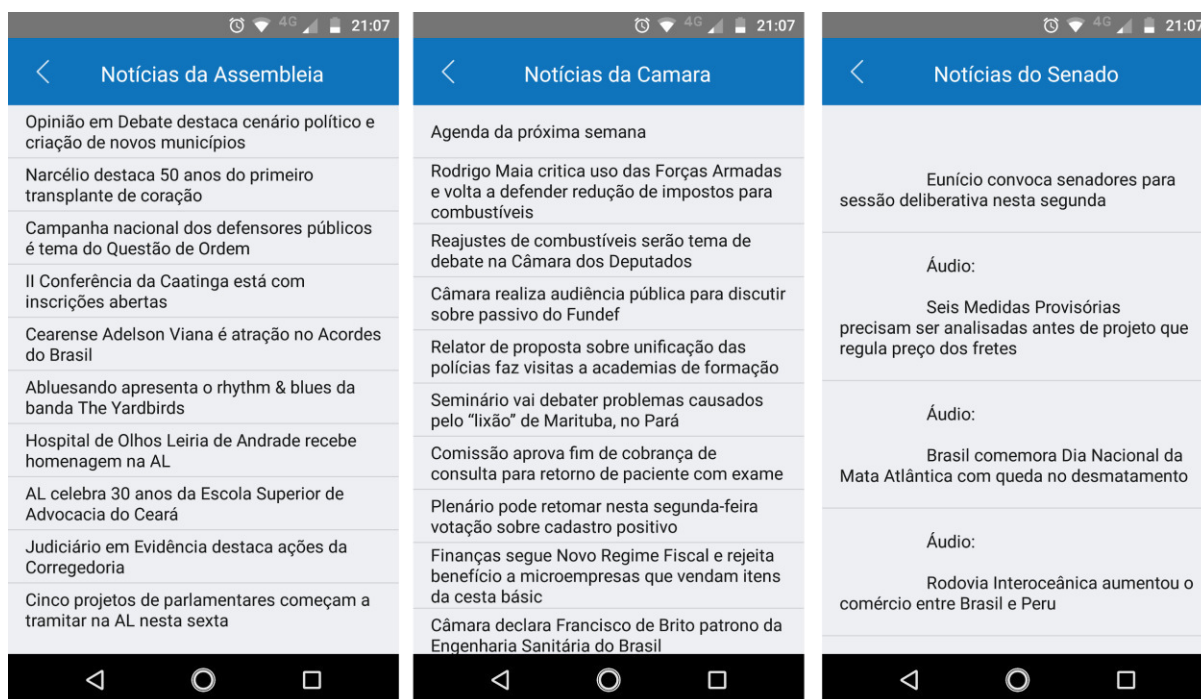 4G 21:07
Notícias da Assembleia
Opinião em Debate destaca cenário político e
criação de novos municípios
Narcélio destaca 50 anos do primeiro
transplante de coração
Campanha nacional dos defensores públicos
é tema do Questão de Ordem
II Conferência da Caatinga está com
inscrições abertas
Cearense Adelson Viana é atração no Acordes
do Brasil
Abluesando apresenta o rhythm & blues da
banda The Yardbirds
Hospital de Olhos Leiria de Andrade recebe
homenagem na AL
AL celebra 30 anos da Escola Superior de
Advocacia do Ceará
Judiciário em Evidência destaca ações da
Corregedoria
Cinco projetos de parlamentares começam a
tramitar na AL nesta sexta
4G 21:07
Notícias da Camara
Agenda da próxima semana
Rodrigo Maia critica uso das Forças Armadas
e volta a defender redução de impostos para
combustíveis
Reajustes de combustíveis serão tema de
debate na Câmara dos Deputados
Câmara realiza audiência pública para discutir
sobre passivo do Fundef
Relator de proposta sobre unificação das
polícias faz visitas a academias de formação
Seminário vai debater problemas causados
pelo “lixão” de Marituba, no Pará
Comissão aprova fim de cobrança de
consulta para retorno de paciente com exame
Plenário pode retomar nesta segunda-feira
votação sobre cadastro positivo
Finanças segue Novo Regime Fiscal e rejeita
benefício a microempresas que vendam itens
da cesta básic
Câmara declara Francisco de Brito patrono da
Engenharia Sanitária do Brasil
4G 21:07
Notícias do Senado
Eunício convoca senadores para
sessão deliberativa nesta segunda
Áudio:
Seis Medidas Provisórias
precisam ser analisadas antes de projeto que
regula preço dos fretes
Áudio:
Brasil comemora Dia Nacional da
Mata Atlântica com queda no desmatamento
Áudio:
Rodovia Interoceânica aumentou o
comércio entre Brasil e Peru